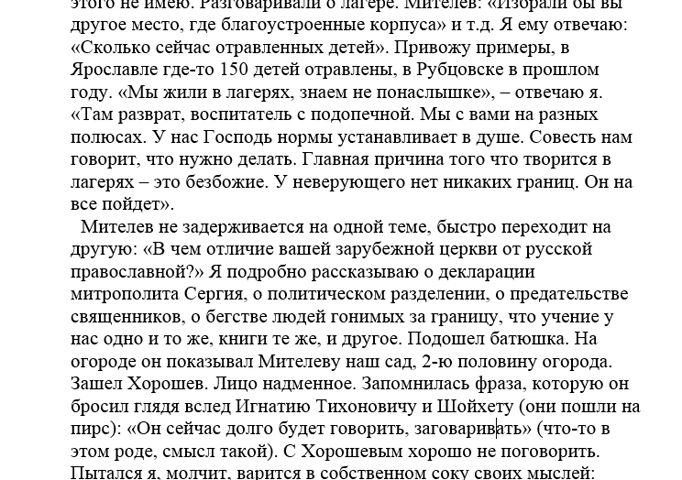 этого не имею. Разговаривали о лагере. Мителев: «Избрали бы вы
другое место, где благоустроенные корпуса» и т.д. Я ему отвечаю:
«Сколько сейчас отравленных детей». Привожу примеры, в
Ярославле где-то 150 детей отравлены, в Рубцовске в прошлом
году. «Мы жили в лагерях, знаем не понаслышке», – отвечаю я.
«Там разврат, воспитатель с подопечной. Мы с вами на разных
полюсах. У нас Господь нормы устанавливает в душе. Совесть нам
говорит, что нужно делать. Главная причина того что творится в
лагерях – это безбожие. У неверующего нет никаких границ. Он на
все пойдет».
Мителев не задерживается на одной теме, быстро переходит на
другую: «В чем отличие вашей зарубежной церкви от русской
православной?» Я подробно рассказываю о декларации
митрополита Сергия, о политическом разделении, о предательстве
священников, о бегстве людей гонимых за границу, что учение у
нас одно и то же, книги те же, и другое. Подошел батюшка. На
огороде он показывал Мителеву наш сад, 2-ю половину огорода.
Зашел Хорошев. Лицо надменное. Запомнилась фраза, которую он
бросил глядя вслед Игнатию Тихоновичу и Шойхету (они пошли на
пирс): «Он сейчас долго будет говорить, заговаривать» (что-то в
этом роде, смысл такой). С Хорошевым хорошо не поговорить.
Пытался я, молчит, варится в собственном соку своих мыслей: